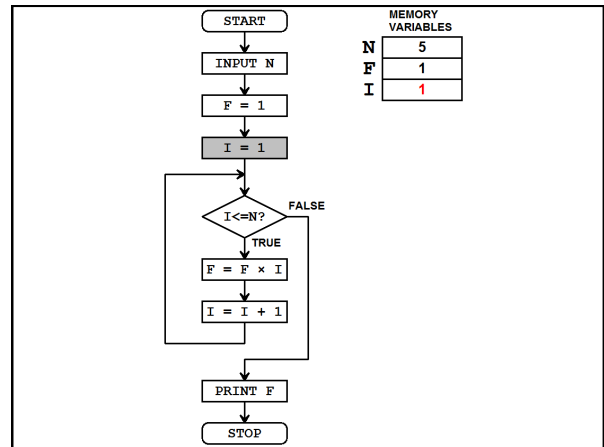 START
INPUT N
F = 1
I = 1
I<=N?
FALSE
TRUE
F = F × I
I = I + 1
PRINT F
STOP
MEMORY
VARIABLES
N 5
F 1
I 1